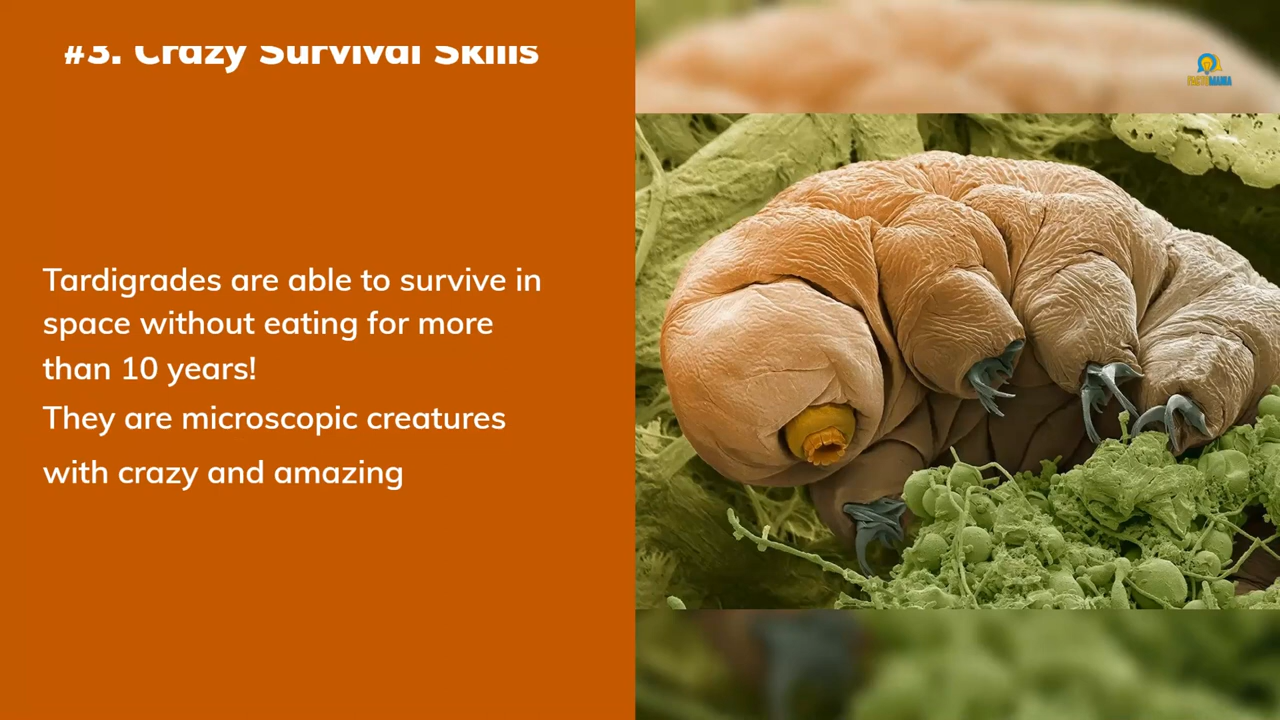 #3. Crazy Survival Skills
FACTOMANIA
Tardigrades are able to survive in
space without eating for more
than 10 years!
They are microscopic creatures
with crazy and amazing